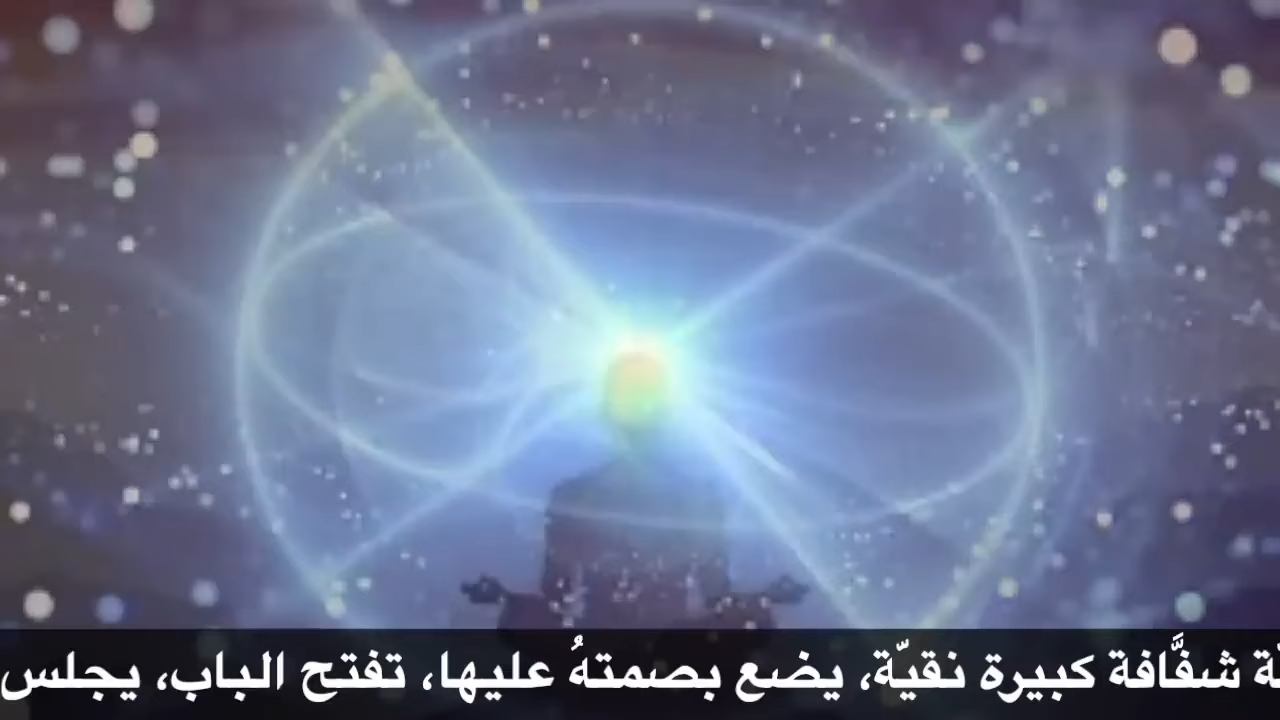 شفَّافة كبيرة نقيّة، يضع بصمتهُ عليها، تفتح الباب، يجلس